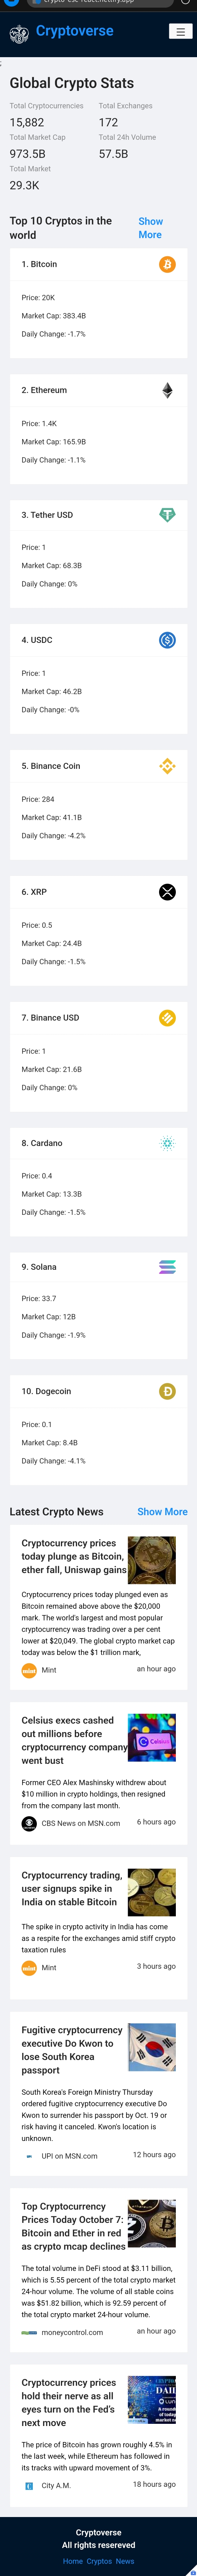 Cryptoverse
;
Global Crypto Stats
Total Cryptocurrencies
15,882
Total Exchanges
172
Total Market Cap
973.5B
Total 24h Volume
57.5B
Total Market
29.3K
Top 10 Cryptos in the
world
Show
More
1. Bitcoin
Price: 20K
Market Cap: 383.4B
Daily Change: -1.7%
2. Ethereum
Price: 1.4K
Market Cap: 165.9B
Daily Change: -1.1%
3. Tether USD
Price: 1
Market Cap: 68.3B
Daily Change: 0%
4. USDC
Price: 1
Market Cap: 46.2B
Daily Change: -0%
5. Binance Coin
Price: 284
Market Cap: 41.1B
Daily Change: -4.2%
6. XRP
Price: 0.5
Market Cap: 24.4B
Daily Change: -1.5%
7. Binance USD
Price: 1
Market Cap: 21.6B
Daily Change: 0%
8. Cardano
Price: 0.4
Market Cap: 13.3B
Daily Change: -1.5%
9. Solana
Price: 33.7
Market Cap: 12B
Daily Change: -1.9%
10. Dogecoin
Price: 0.1
Market Cap: 8.4B
Daily Change: -4.1%
Latest Crypto News
Show More
Cryptocurrency prices
today plunge as Bitcoin,
ether fall, Uniswap gains
Cryptocurrency prices today plunged even as
Bitcoin remained above above the $20,000
mark. The world's largest and most popular
cryptocurrency was trading over a per cent
lower at $20,049. The global crypto market cap
today was below the $1 trillion mark,
mint
Mint
an hour ago
Celsius execs cashed
out millions before
cryptocurrency company
went bust
Celsius
Former CEO Alex Mashinsky withdrew about
$10 million in crypto holdings, then resigned
from the company last month.
CBS News on MSN.com
6 hours ago
Cryptocurrency trading,
user signups spike in
India on stable Bitcoin
The spike in crypto activity in India has come
as a respite for the exchanges amid stiff crypto
taxation rules
mint
Mint
3 hours ago
Fugitive cryptocurrency
executive Do Kwon to
lose South Korea
passport
South Korea's Foreign Ministry Thursday
ordered fugitive cryptocurrency executive Do
Kwon to surrender his passport by Oct. 19 or
risk having it canceled. Kwon's location is
unknown.
UPI on MSN.com
12 hours ago
Top Cryptocurrency
Prices Today October 7:
Bitcoin and Ether in red
as crypto mcap declines
The total volume in DeFi stood at $3.11 billion,
which is 5.55 percent of the total crypto market
24-hour volume. The volume of all stable coins
was $51.82 billion, which is 92.59 percent of
the total crypto market 24-hour volume.
moneycontrol.com
an hour ago
Cryptocurrency prices
hold their nerve as all
eyes turn on the Fed's
next move
The price of Bitcoin has grown roughly 4.5% in
the last week, while Ethereum has followed in
its tracks with upward movement of 3%.
City A.M.
18 hours ago
Cryptoverse
All rights resereved
Home Cryptos News